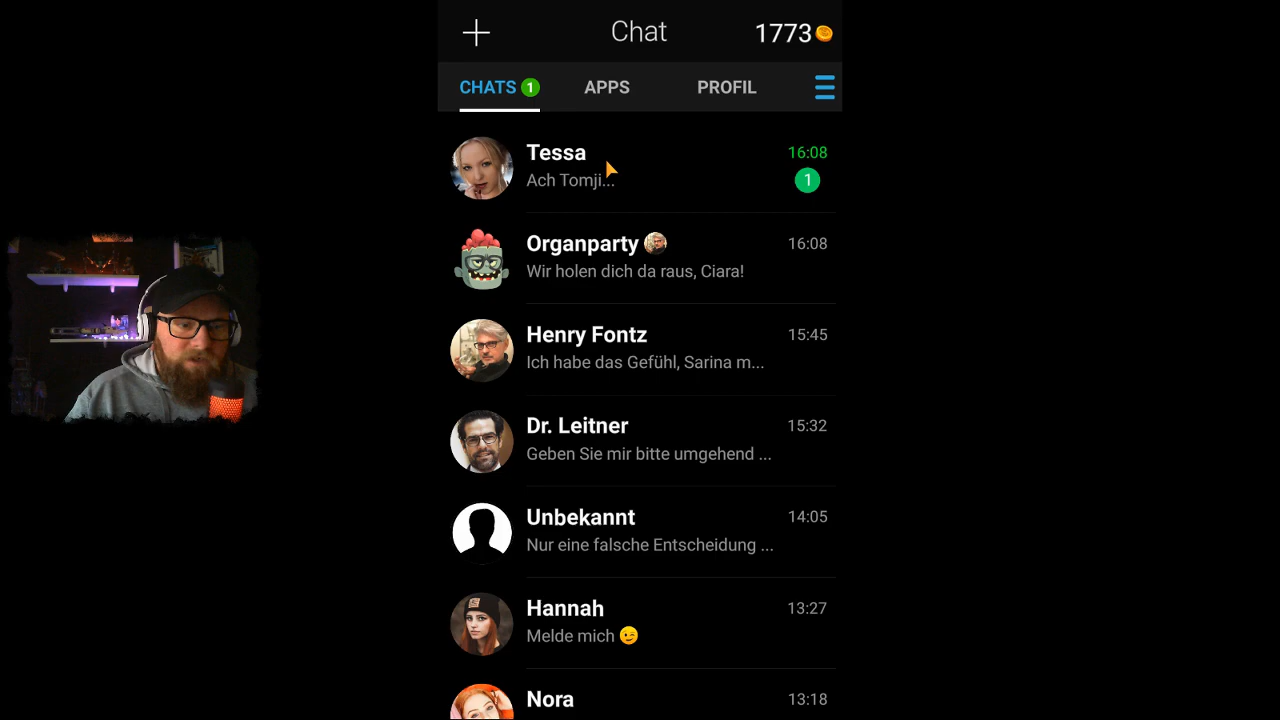 Chat
1773
CHATS 1
APPS
PROFIL
Tessa
16:08
Ach Tomji...
1
Organparty
16:08
Wir holen dich da raus, Ciara!
Henry Fontz
15:45
Ich habe das Gefühl, Sarina m...
Dr. Leitner
15:32
Geben Sie mir bitte umgehend ...
Unbekannt
14:05
Nur eine falsche Entscheidung ...
Hannah
13:27
Melde mich 😉
Nora
13:18